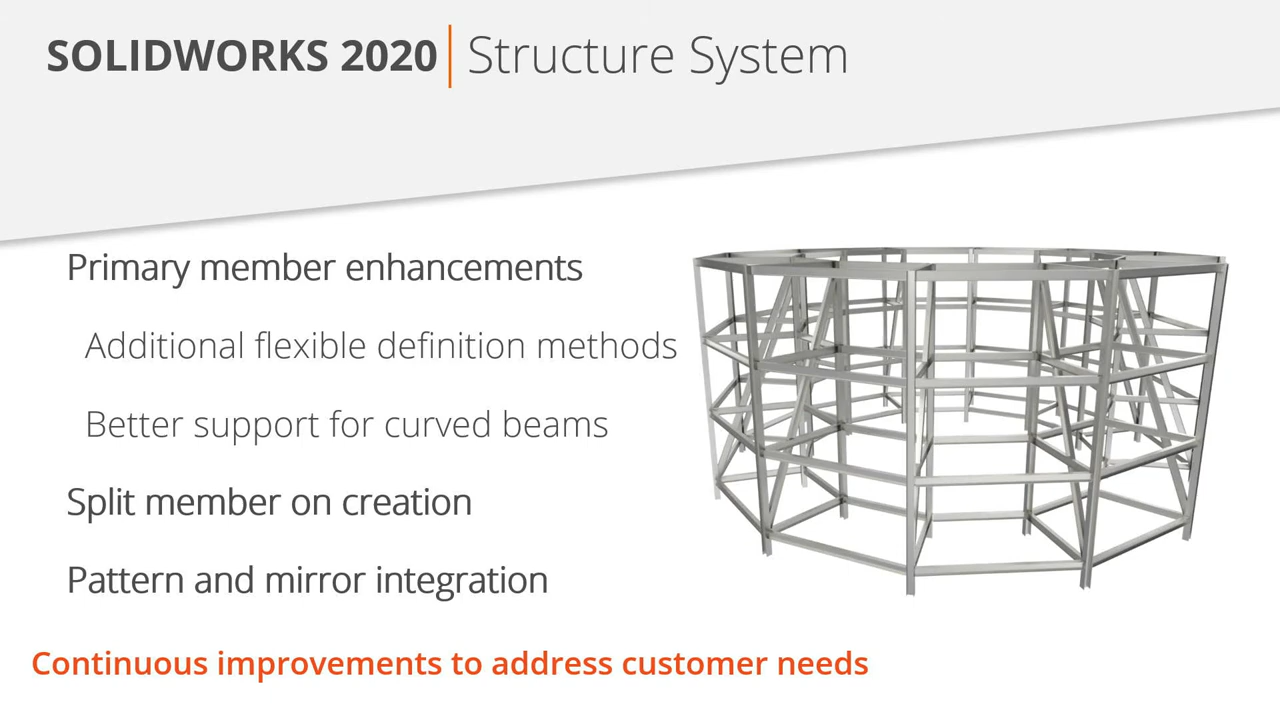 SOLIDWORKS 2020 Structure System
Primary member enhancements
Additional flexible definition methods
Better support for curved beams
Split member on creation
Pattern and mirror integration
Continuous improvements to address customer needs